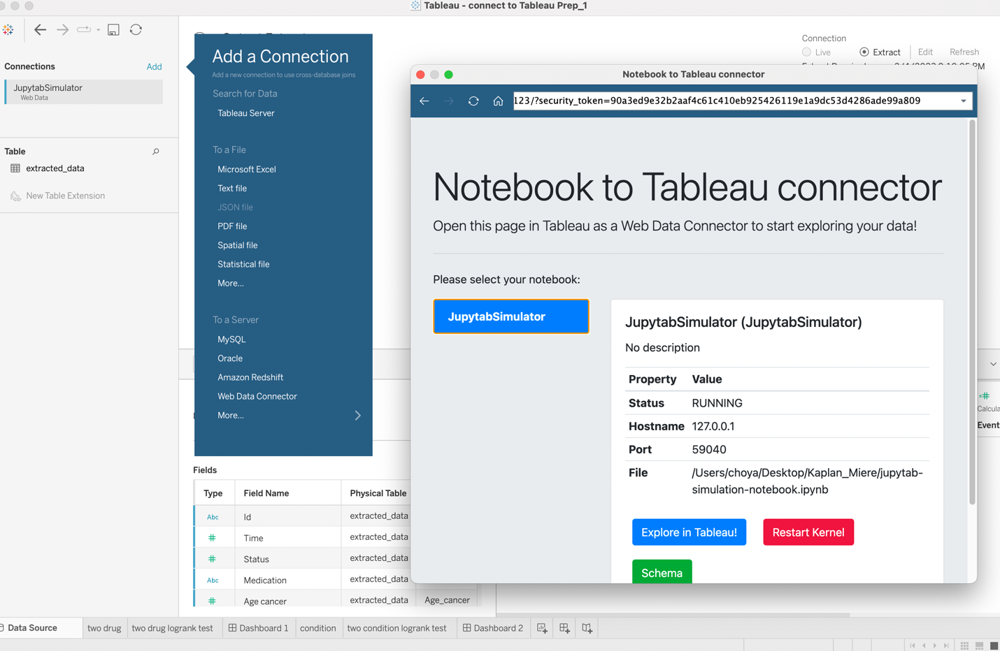 Tableau - connect to Tableau Prep_1
Connections
Add
JupytabSimulator
Web Data
Table
extracted_data
New Table Extension
Add a Connection
Add a new connection to use cross-database joins
Search for Data
Tableau Server
To a File
Microsoft Excel
Text file
JSON file
PDF file
Spatial file
Statistical file
More...
To a Server
MySQL
Oracle
Amazon Redshift
Web Data Connector
More...
Connection
Live
Extract
Edit
Refresh
Notebook to Tableau connector
123/?security_token=90a3ed9e32b2aaf4c61c410eb925426119e1a9dc53d4286ade99a809
Notebook to Tableau connector
Open this page in Tableau as a Web Data Connector to start exploring your data!
Please select your notebook:
JupytabSimulator
JupytabSimulator (JupytabSimulator)
No description
Property Value
Status RUNNING
Hostname 127.0.0.1
Port 59040
File /Users/choya/Desktop/Kaplan_Miere/jupytab-
simulation-notebook.ipynb
Explore in Tableau!
Restart Kernel
Schema
Calcula
Event
Fields
Type Field Name Physical Table
Abc Id extracted_data
Time extracted_data
Status extracted_data
Abc Medication extracted_data
Age cancer extracted_data Age_cancer
Data Source
two drug
two drug logrank test
Dashboard 1
condition
two condition logrank test
Dashboard 2